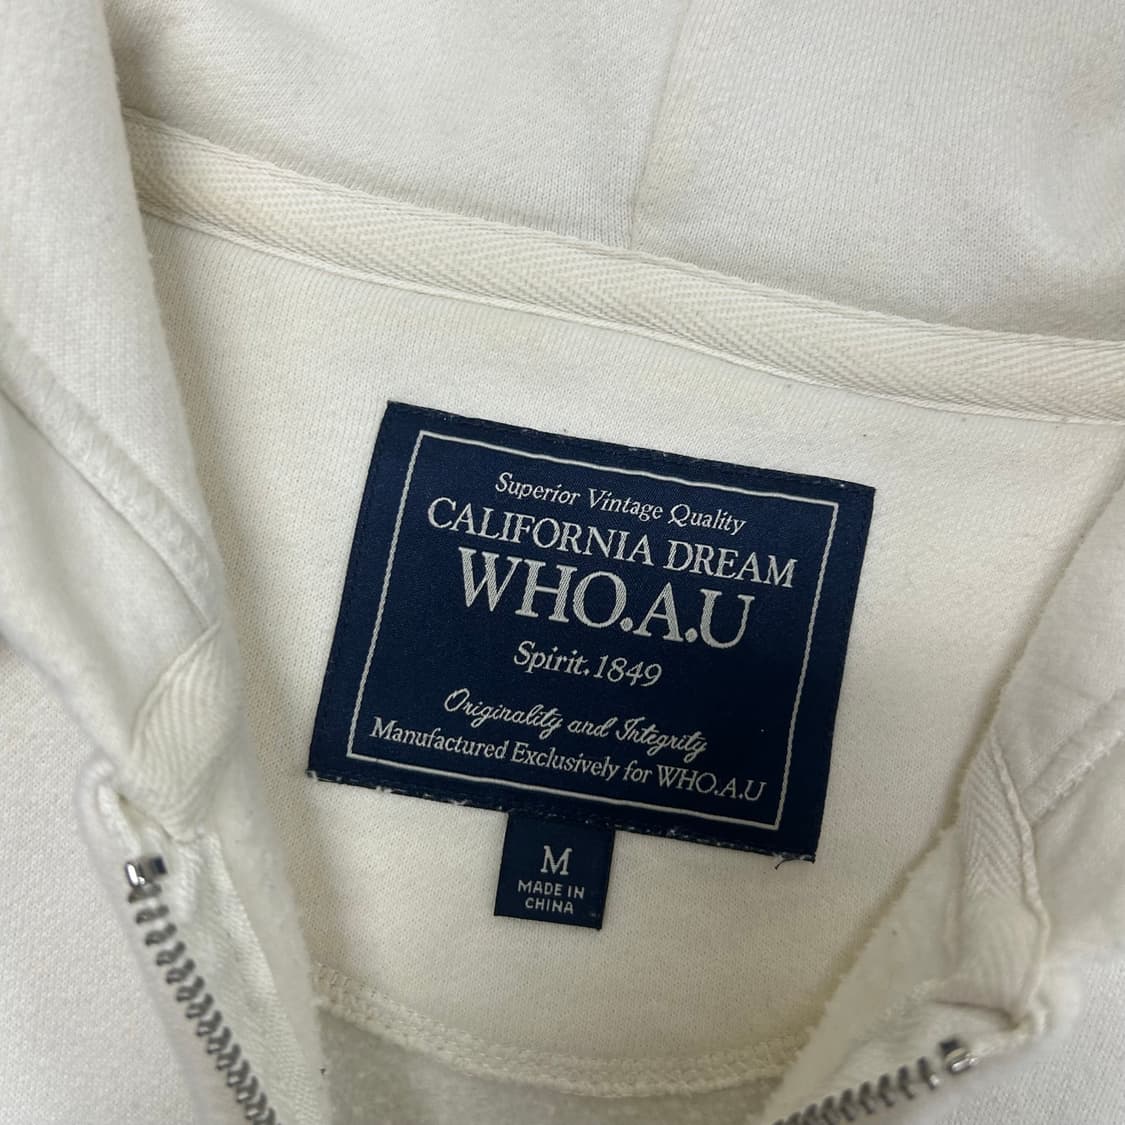 Superior Vintage Quality
CALIFORNIA DREAM
WHO.A.U
Spirit.1849
Originality and Integrity
Manufactured Exclusively for WHO.A.U
M
MADE IN
CHINA